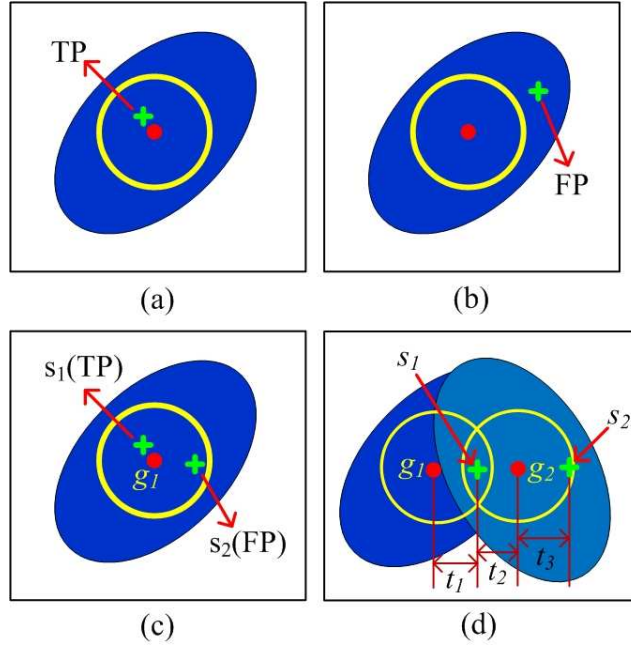 TP
FP
(a)
(b)
s₁(TP)
g₁
s₂(FP)
s₁
s₂
g₁
g₂
t₁
t₂
t₃
(c)
(d)